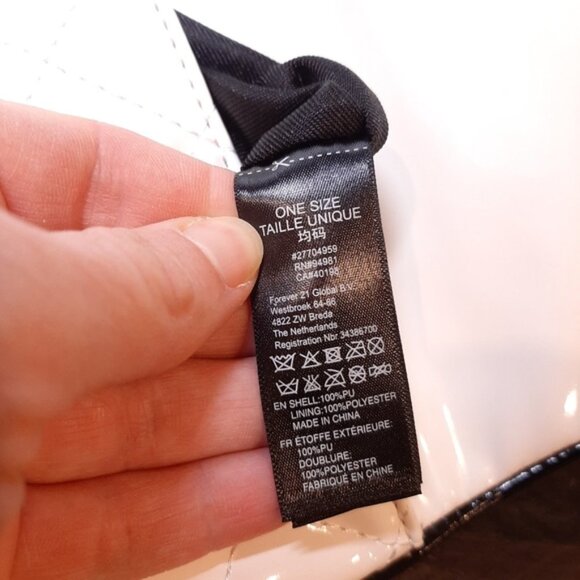 ONE SIZE
TAILLE UNIQUE
均码
#27704959
RN#94981
CA#40198
Forever 21 Global B.V.
Westbroek 64-66
4822 ZW Breda
The Netherlands
Registration Nbr 34386700
EN SHELL:100%PU
LINING:100%POLYESTER
MADE IN CHINA
FR ÉTOFFE EXTÉRIEURE:
100%PU
DOUBLURE:
100%POLYESTER
FABRIQUÉ EN CHINE